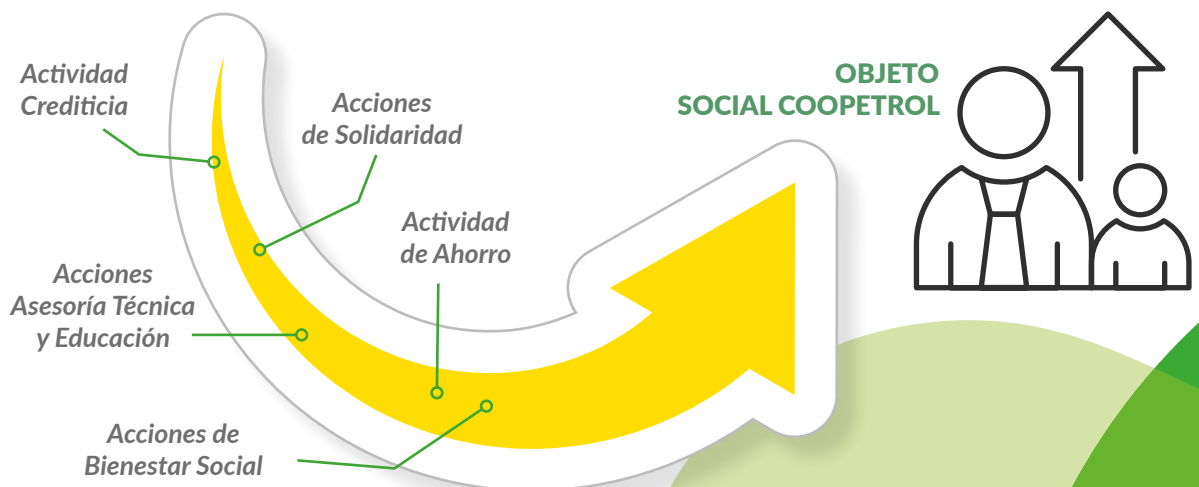 Actividad
Crediticia
Acciones
de Solidaridad
OBJETO
SOCIAL COOPETROL
Actividad
de Ahorro
Acciones
Asesoría Técnica
y Educación
Acciones de
Bienestar Social